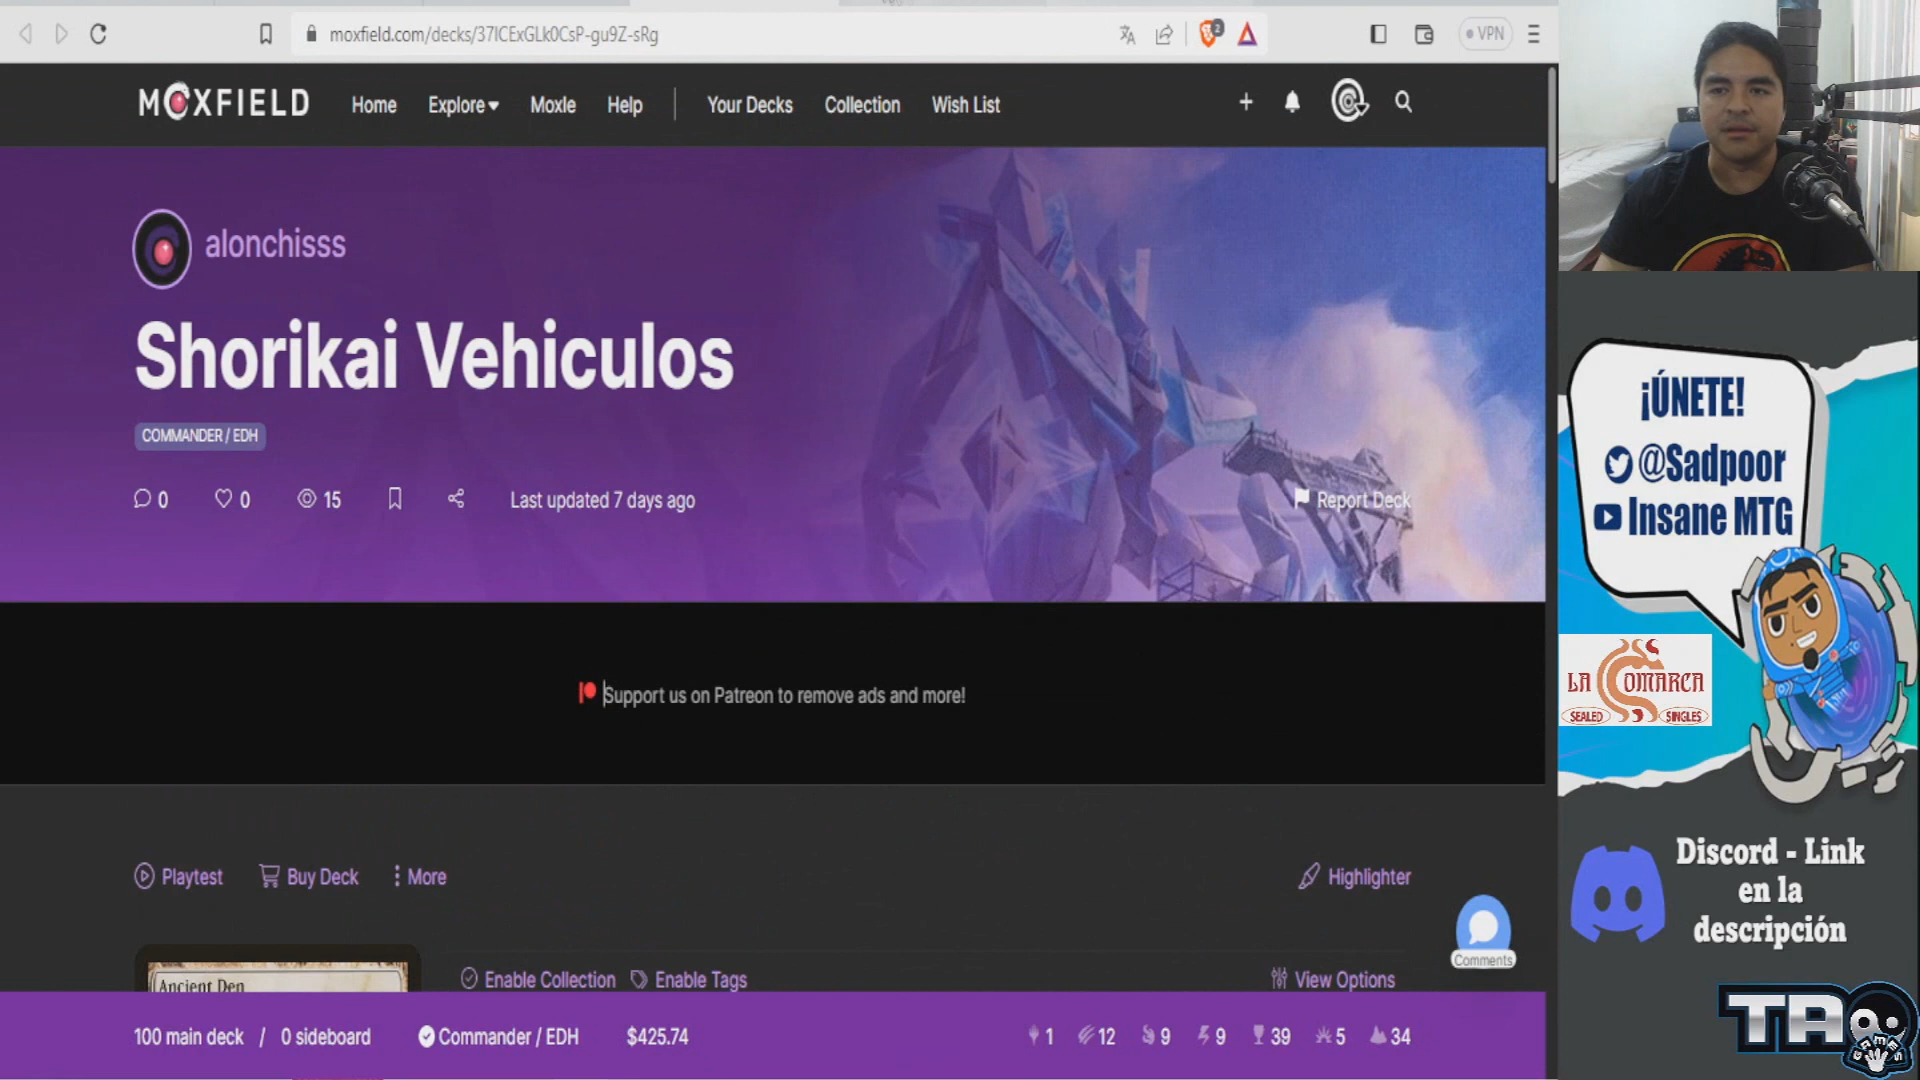 moxfield.com/decks/37ICExGLk0CsP-gu9Z-sRg
2
VPN
MOXFIELD
Home
Explore
Moxle
Help
Your Decks
Collection
Wish List
alonchisss
Shorikai Vehiculos
COMMANDER / EDH
0
0
15
Last updated 7 days ago
Report Deck
Support us on Patreon to remove ads and more!
Playtest
Buy Deck
More
Highlighter
Comments
Ancient Den
Enable Collection
Enable Tags
View Options
100 main deck / 0 sideboard
Commander / EDH
$425.74
1
12
9
9
39
5
34
¡ÚNETE!
@Sadpoor
Insane MTG
LA COMARCA
SEALED SINGLES
Discord - Link
en la
descripción
TAO
GAMES